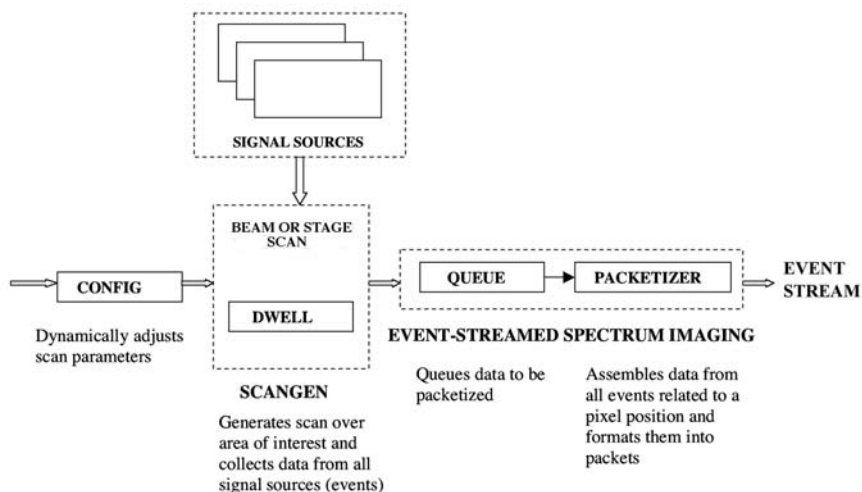 SIGNAL SOURCES
BEAM OR STAGE
SCAN
CONFIG
DWELL
QUEUE
PACKETIZER
EVENT
STREAM
Dynamically adjusts
scan parameters
EVENT-STREAMED SPECTRUM IMAGING
SCANGEN
Generates scan over
area of interest and
collects data from all
signal sources (events)
Queues data to be
packetized
Assembles data from
all events related to a
pixel position and
formats them into
packets